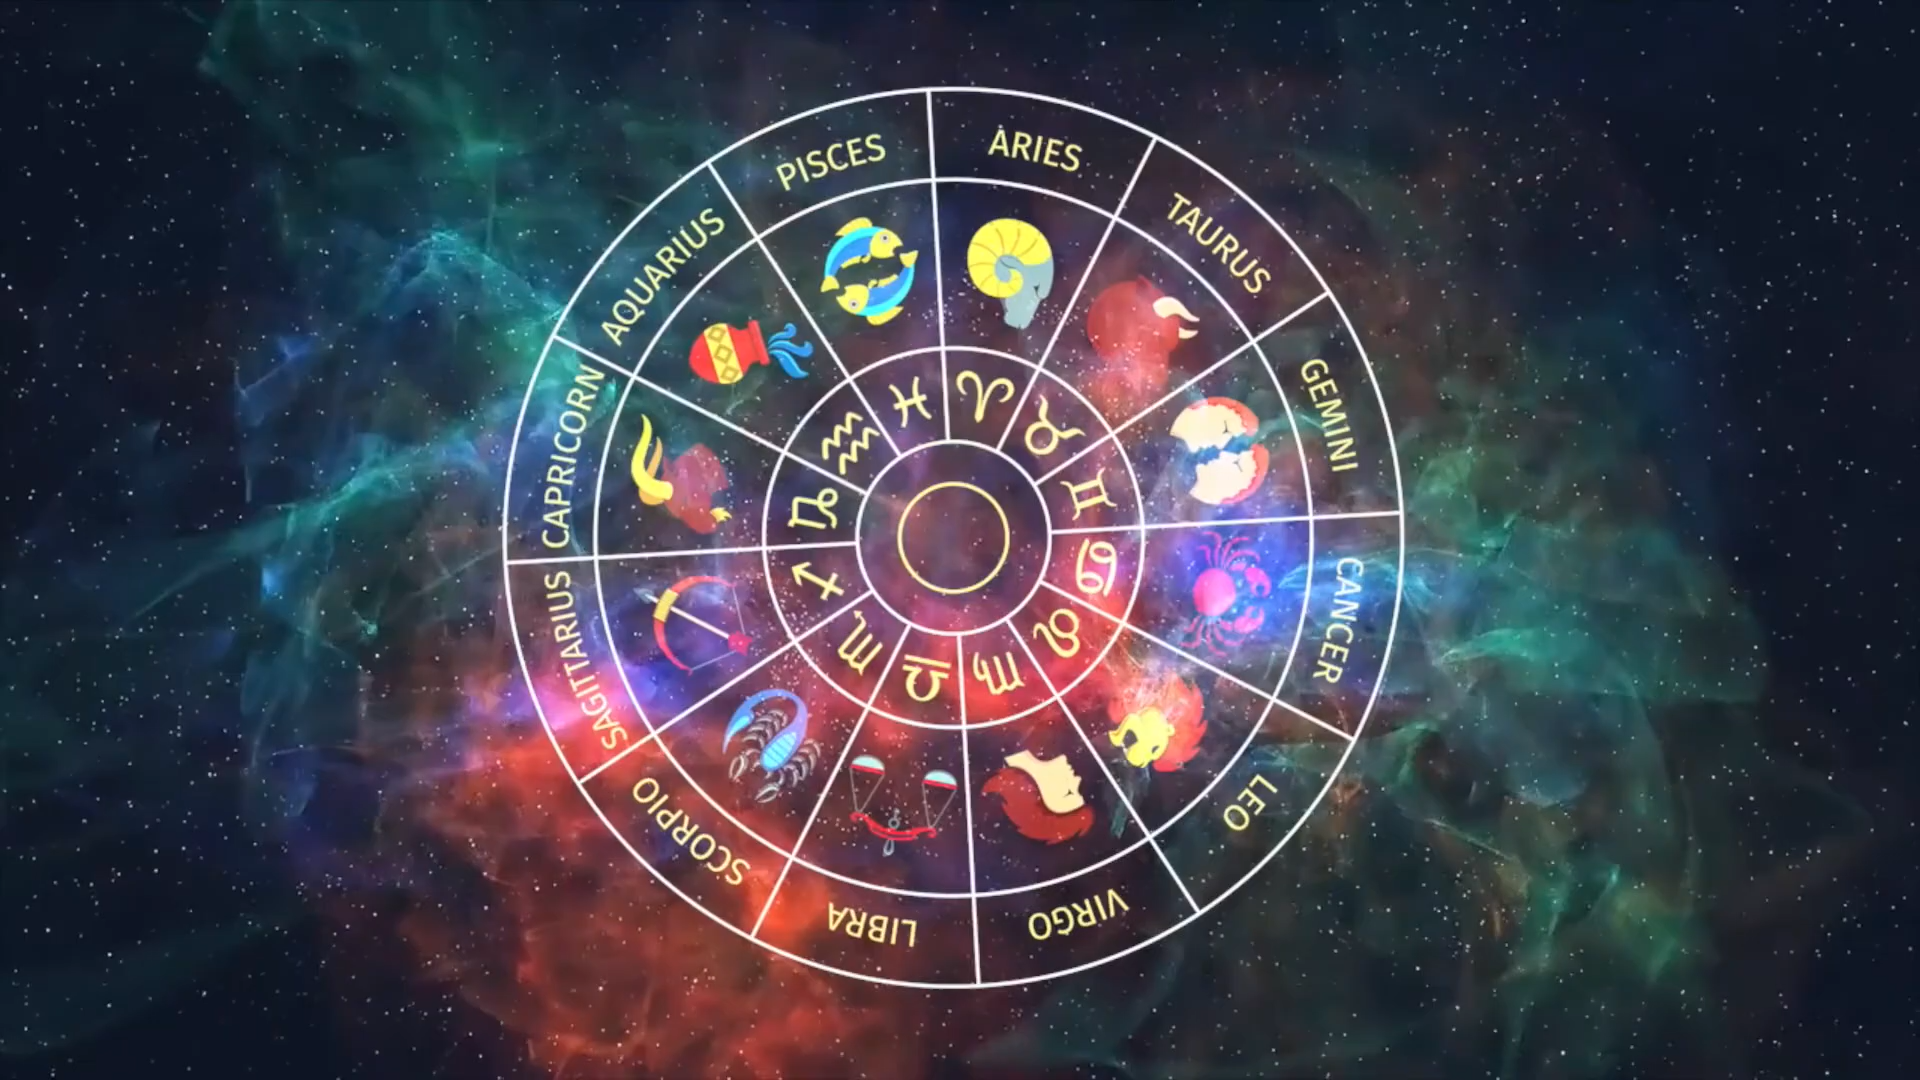 ARIES
TAURUS
GEMINI
CANCER
LEO
VIRGO
LIBRA
SCORPIO
SAGITTARIUS
CAPRICORN
AQUARIUS
PISCES
♈
♉
♊
♋
♌
♍
♎
♏
♐
♑
♒
♓